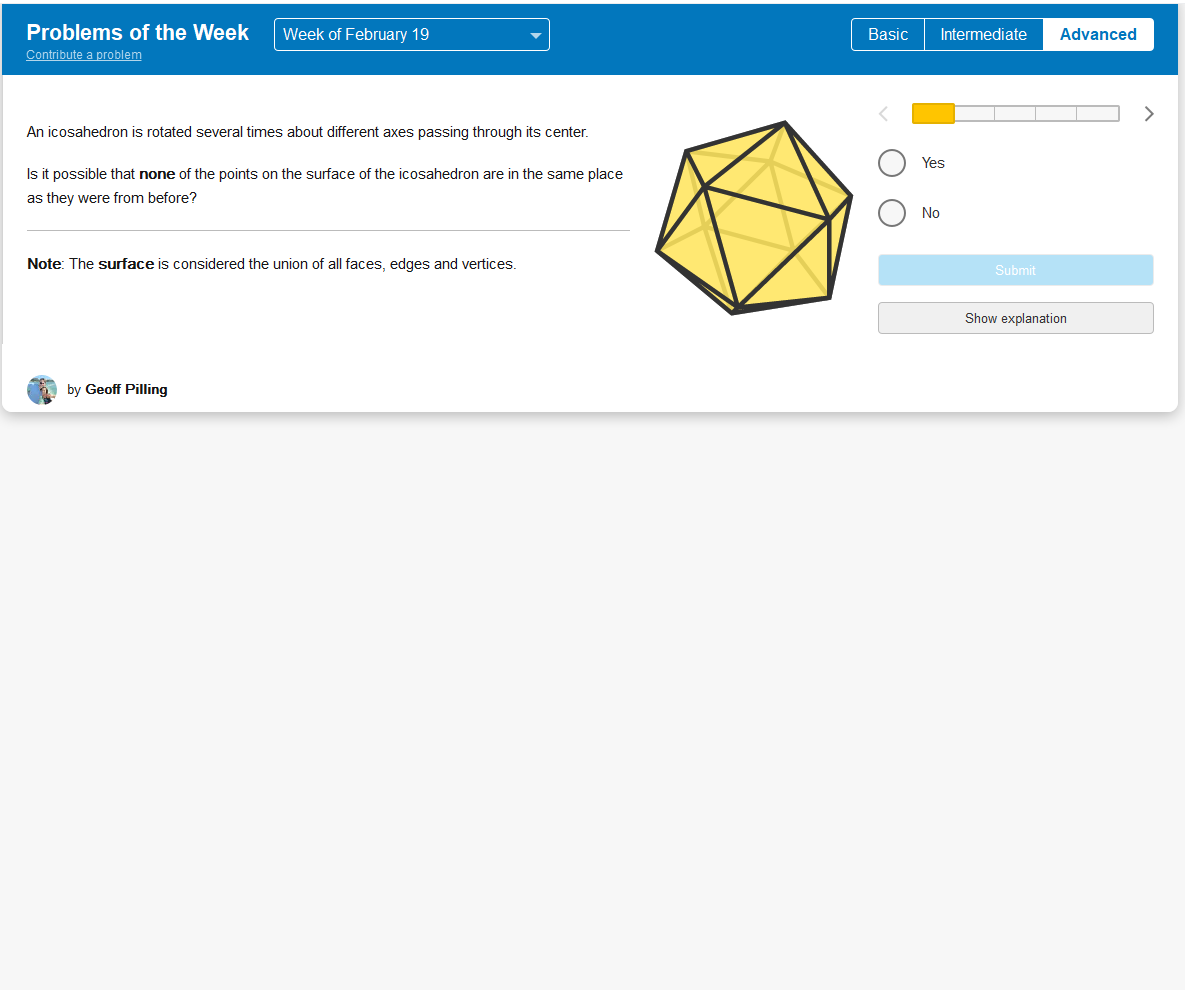 Problems of the Week
Contribute a problem
Week of February 19
Basic
Intermediate
Advanced
An icosahedron is rotated several times about different axes passing through its center.
Is it possible that none of the points on the surface of the icosahedron are in the same place
as they were from before?
Note: The surface is considered the union of all faces, edges and vertices.
Yes
No
Submit
Show explanation
by Geoff Pilling